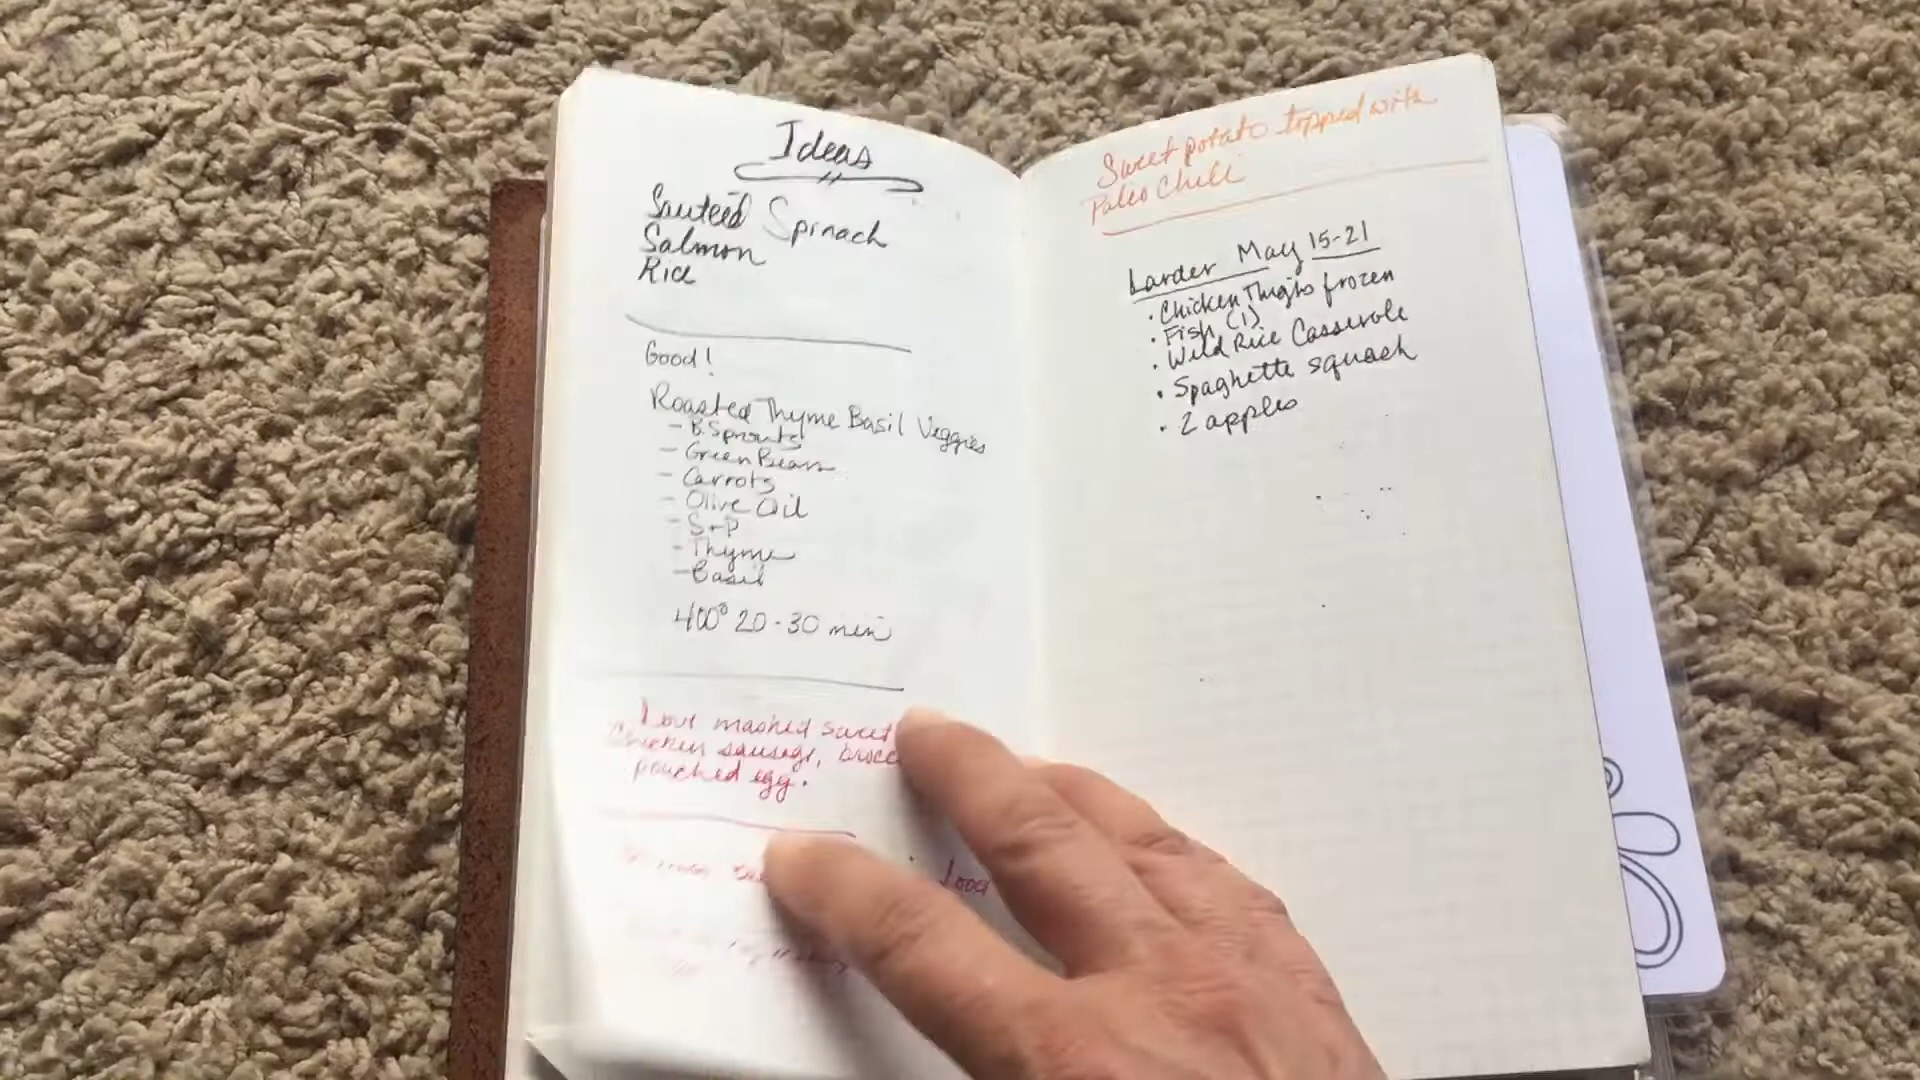 Ideas
Sauteéd Spinach
Salmon
Rice
Good!
Roasted Thyme Basil Veggies
- B. Sprouts
- Green Beans
- Carrots
- Olive Oil
- S+P
- Thyme
- Basil
400° 20-30 min
Love mashed sweet
Chicken sausage,
poached egg.
Sweet potato topped with
Paleo Chili
Larder May 15-21
• Chicken Thighs frozen
• Fish (1)
• Wild Rice Casserole
• Spaghetti squash
• 2 apples